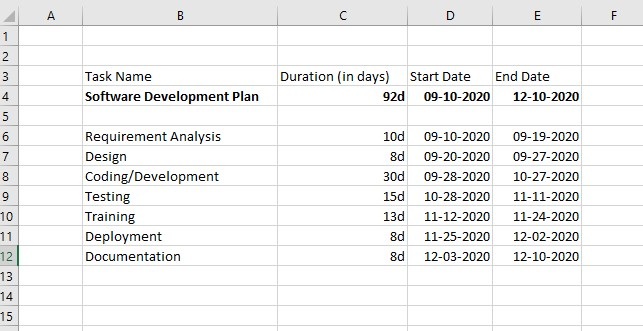 A B C D E F
1
2
3 Task Name Duration (in days) Start Date End Date
4 Software Development Plan 92d 09-10-2020 12-10-2020
5
6 Requirement Analysis 10d 09-10-2020 09-19-2020
7 Design 8d 09-20-2020 09-27-2020
8 Coding/Development 30d 09-28-2020 10-27-2020
9 Testing 15d 10-28-2020 11-11-2020
10 Training 13d 11-12-2020 11-24-2020
11 Deployment 8d 11-25-2020 12-02-2020
12 Documentation 8d 12-03-2020 12-10-2020
13
14
15